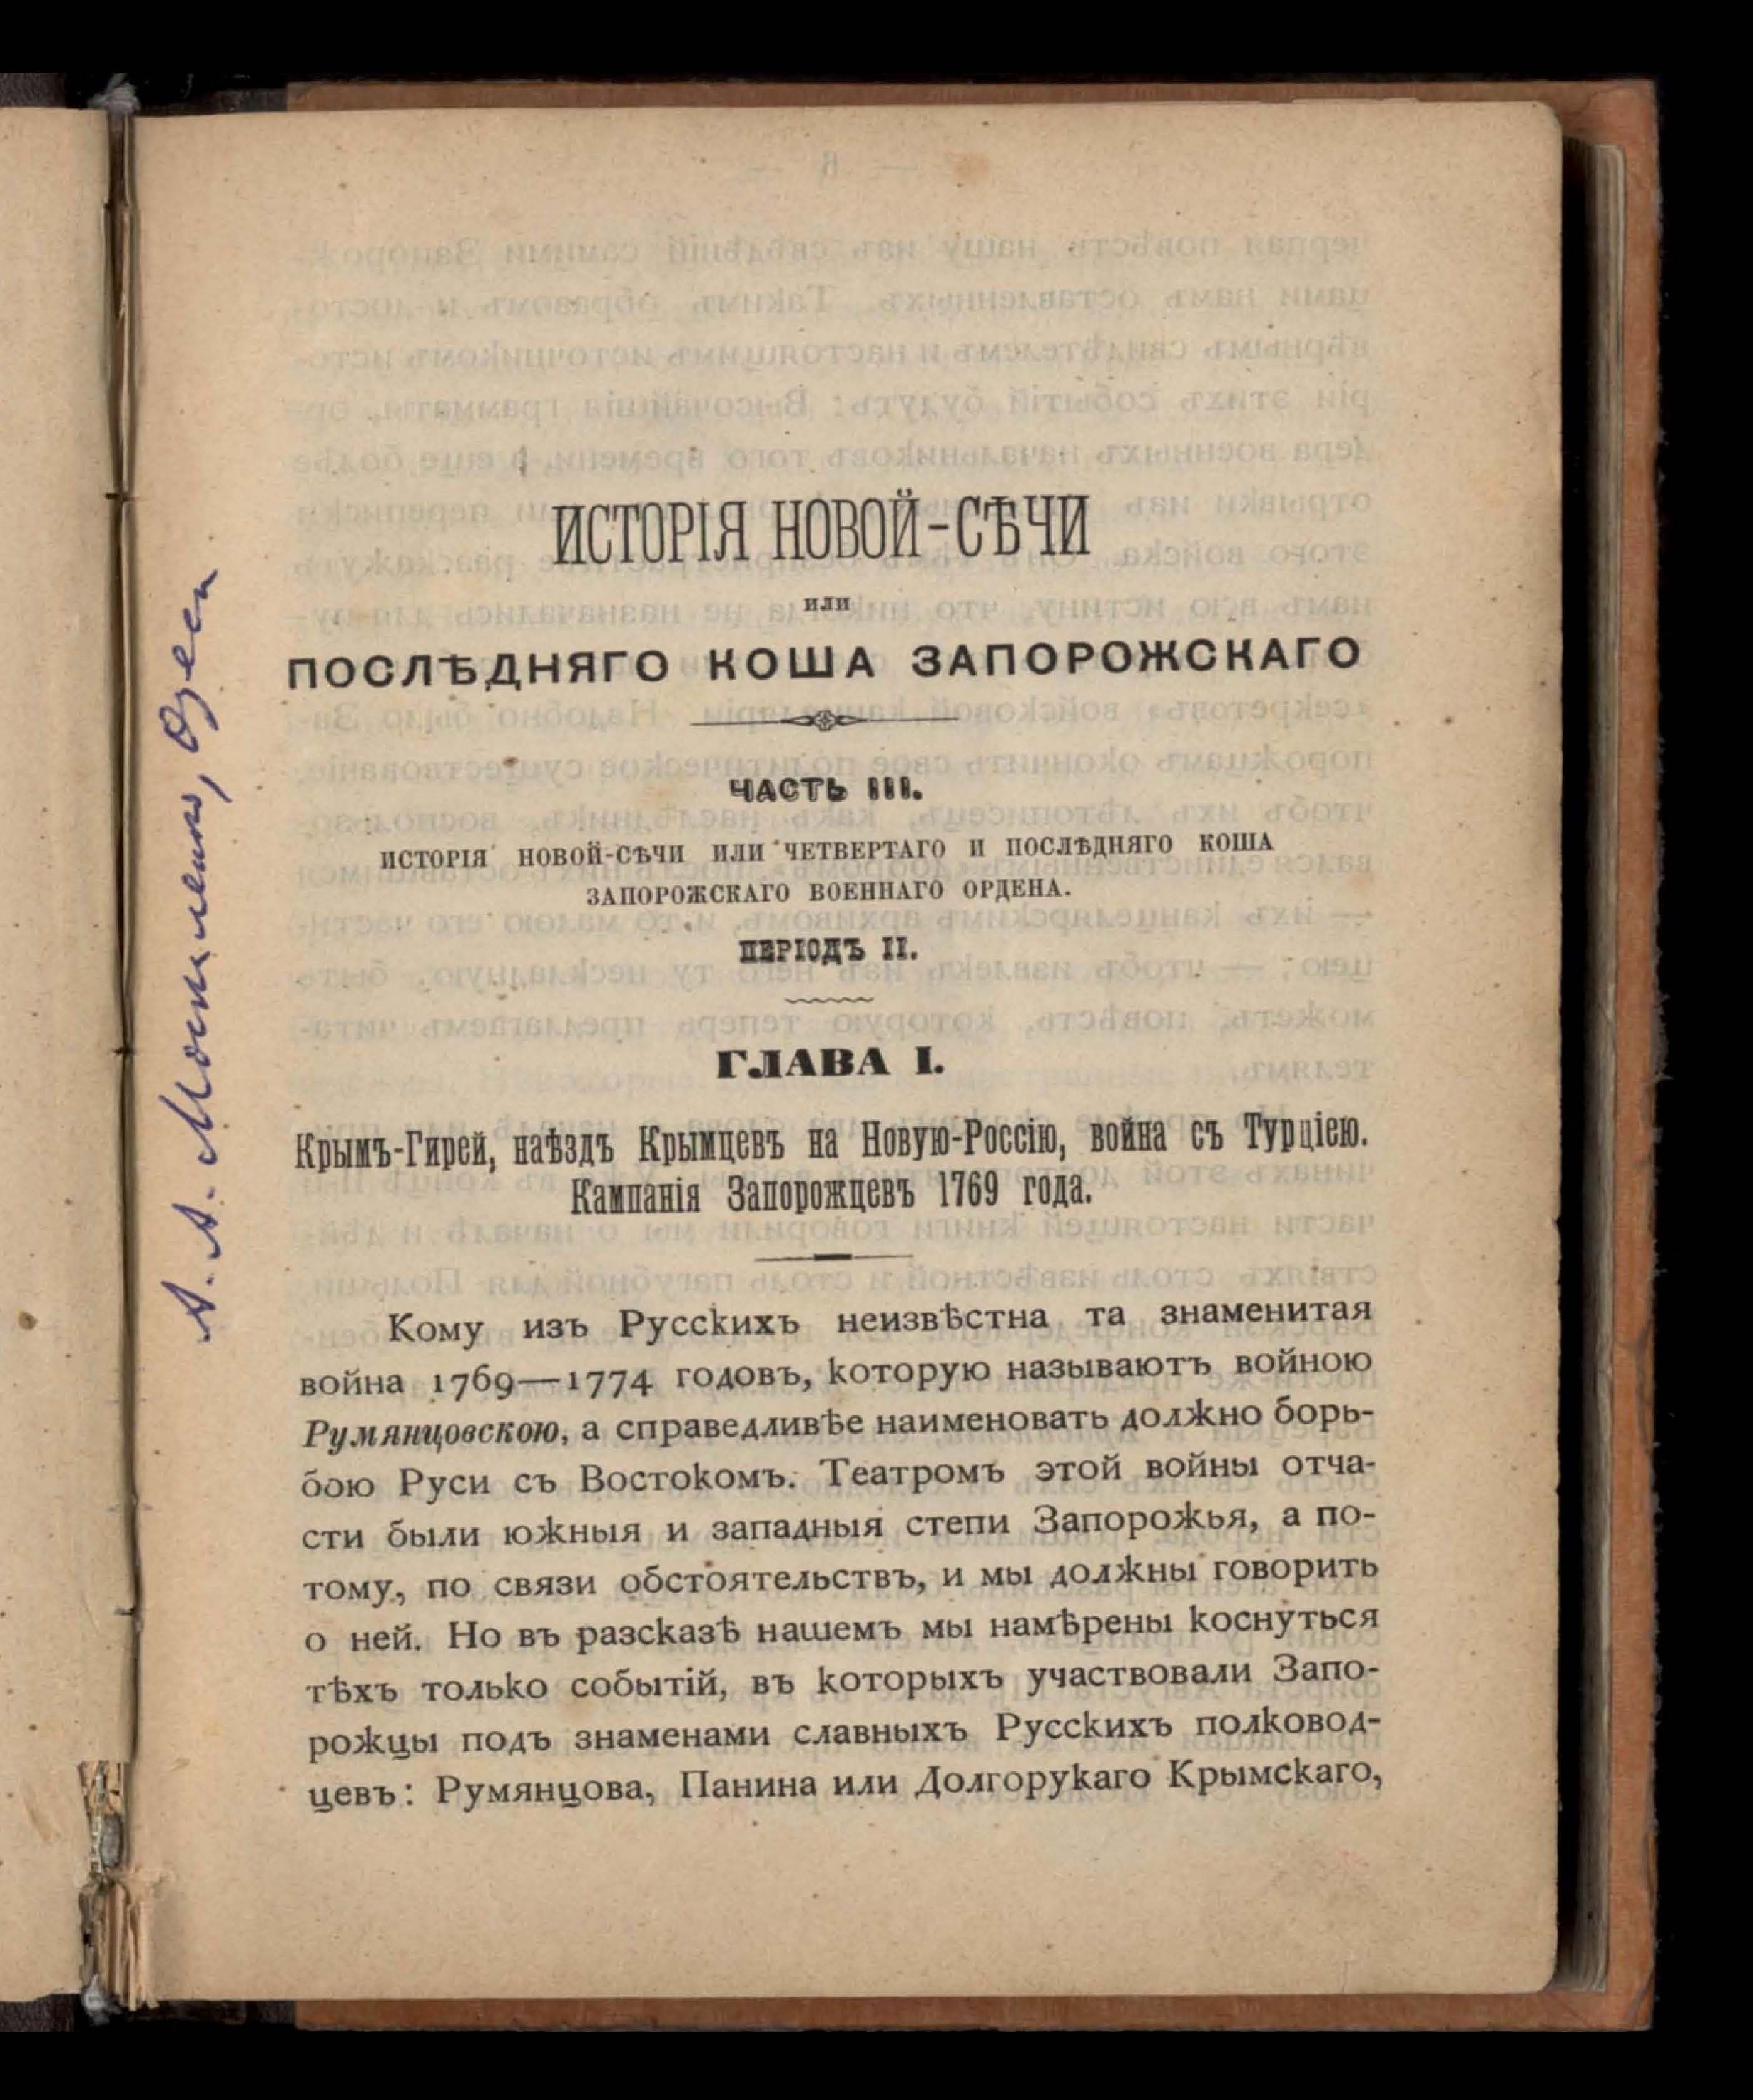 ИСТОРІЯ НОВОЙ-СѢЧИ
или
ПОСЛѢДНЯГО КОША ЗАПОРОЖСКАГО
ЧАСТЬ III.
ИСТОРІЯ НОВОЙ-СѢЧИ ИЛИ ЧЕТВЕРТАГО И ПОСЛѢДНЯГО КОША
ЗАПОРОЖСКАГО ВОЕННАГО ОРДЕНА.
ПЕРІОДЪ II.
ГЛАВА I.
Крымъ-Гирей, наѣздъ Крымцевъ на Новую-Россію, война съ Турціею.
Кампанія Запорожцевъ 1769 года.
Кому изъ Русскихъ неизвѣстна та знаменитая
война 1769—1774 годовъ, которую называютъ войною
Румянцовскою, а справедливѣе наименовать должно борь-
бою Руси съ Востокомъ. Театромъ этой войны отча-
сти были южныя и западныя степи Запорожья, а по-
тому, по связи обстоятельствъ, и мы должны говорить
о ней. Но въ разсказѣ нашемъ мы намѣрены коснуться
тѣхъ только событій, въ которыхъ участвовали Запо-
рожцы подъ знаменами славныхъ Русскихъ полковод-
цевъ: Румянцова, Панина или Долгорукаго Крымскаго,
А. А.